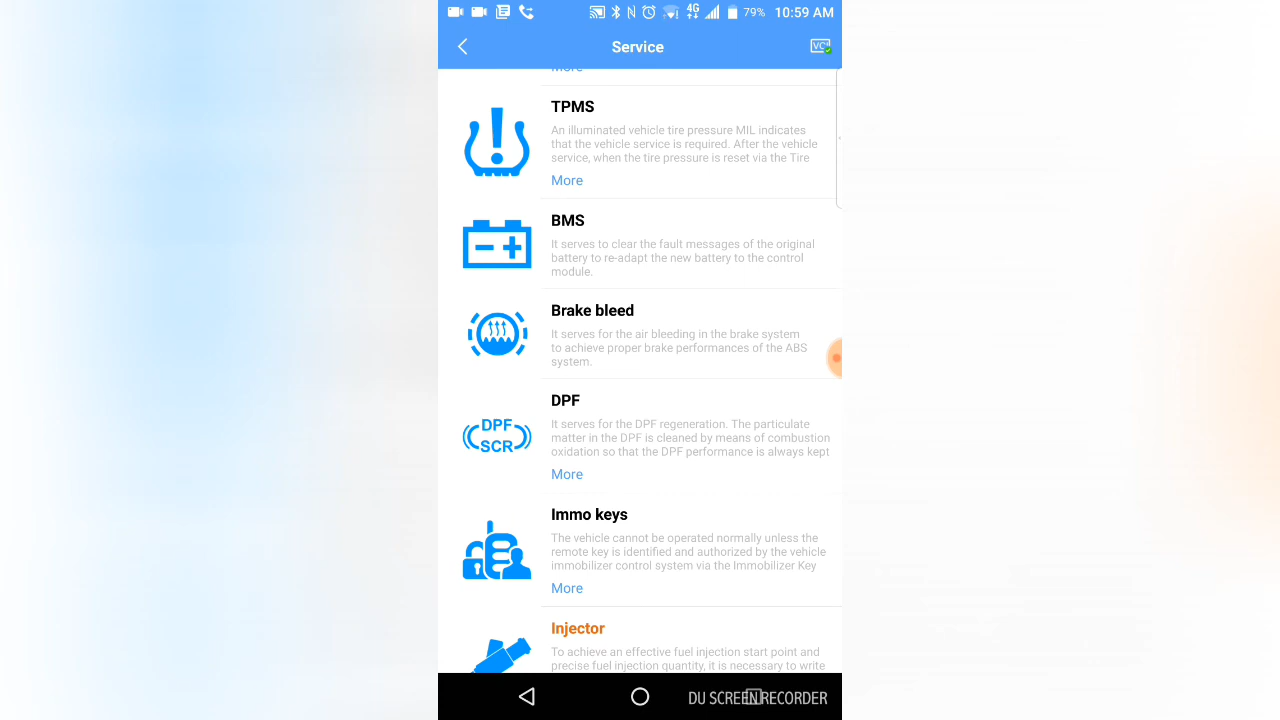 4G 79% 10:59 AM
Service
VCI
More
TPMS
An illuminated vehicle tire pressure MIL indicates
that the vehicle service is required. After the vehicle
service, when the tire pressure is reset via the Tire
More
BMS
It serves to clear the fault messages of the original
battery to re-adapt the new battery to the control
module.
Brake bleed
It serves for the air bleeding in the brake system
to achieve proper brake performances of the ABS
system.
DPF
SCR
DPF
It serves for the DPF regeneration. The particulate
matter in the DPF is cleaned by means of combustion
oxidation so that the DPF performance is always kept
More
Immo keys
The vehicle cannot be operated normally unless the
remote key is identified and authorized by the vehicle
immobilizer control system via the Immobilizer Key
More
Injector
To achieve an effective fuel injection start point and
precise fuel injection quantity, it is necessary to write
DU SCREEN RECORDER